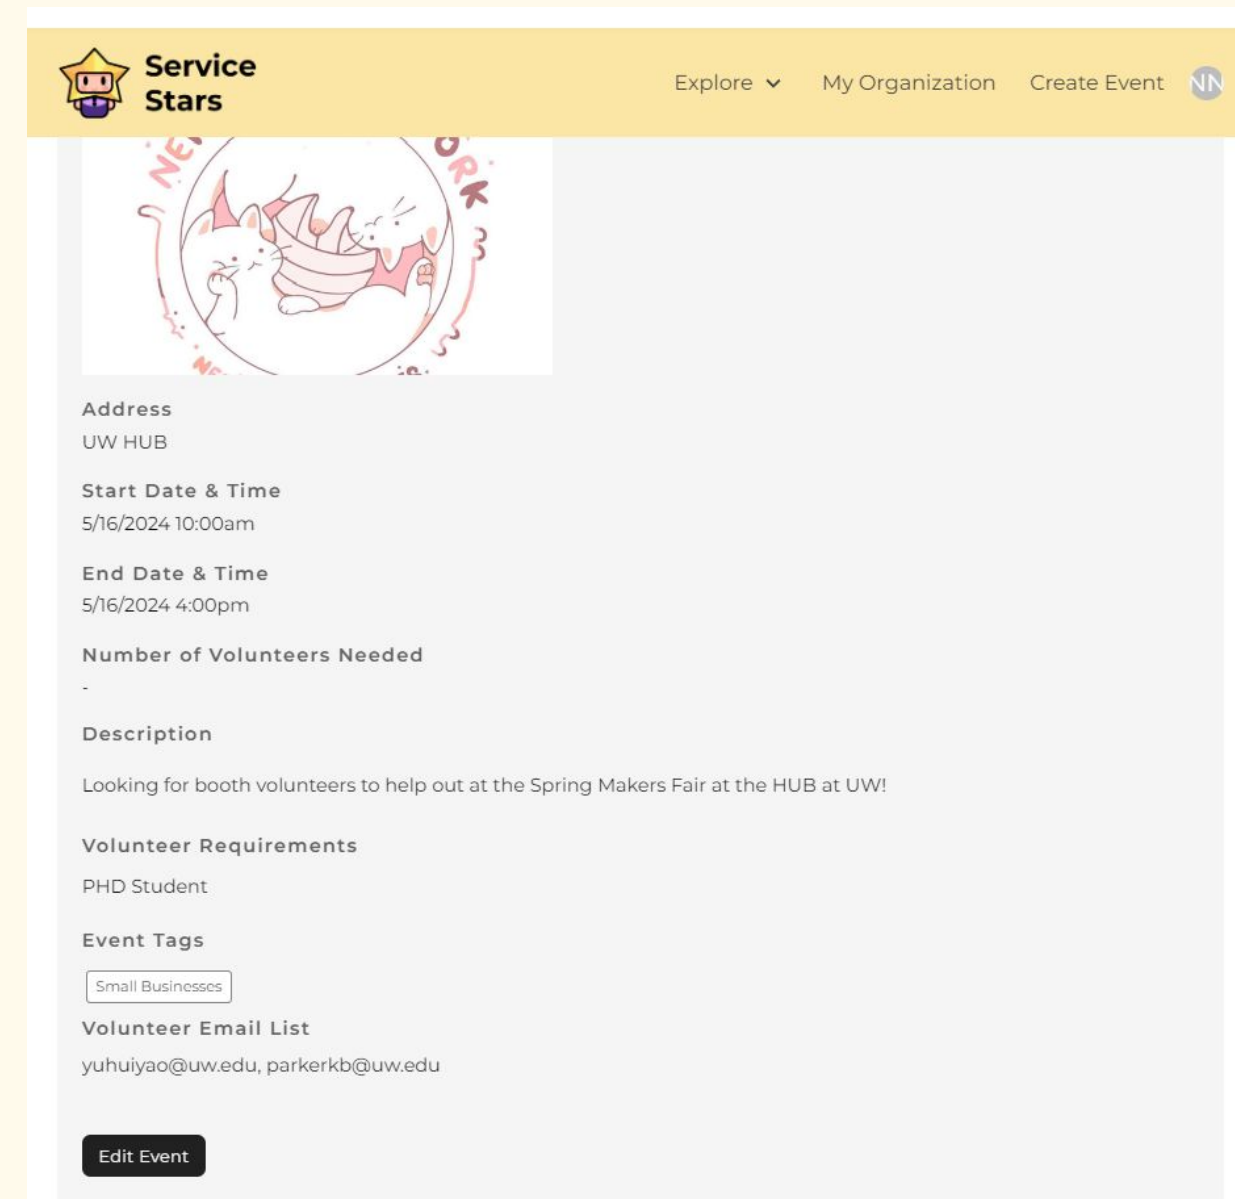 Service
Stars
Explore
My Organization
Create Event
NN
Address
UW HUB
Start Date & Time
5/16/2024 10:00am
End Date & Time
5/16/2024 4:00pm
Number of Volunteers Needed
-
Description
Looking for booth volunteers to help out at the Spring Makers Fair at the HUB at UW!
Volunteer Requirements
PHD Student
Event Tags
Small Businesses
Volunteer Email List
yuhuiyao@uw.edu, parkerkb@uw.edu
Edit Event